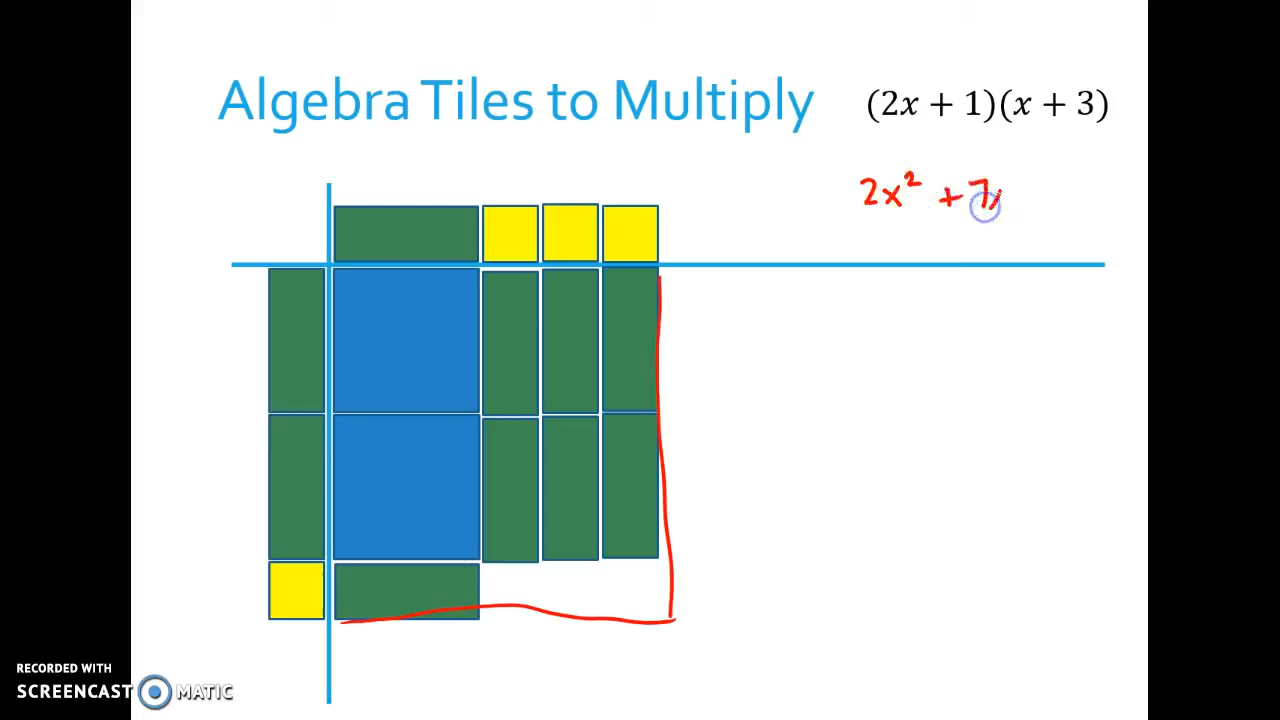 Algebra Tiles to Multiply (2x + 1)(x + 3)
2x² + 7
RECORDED WITH
SCREENCAST MATIC